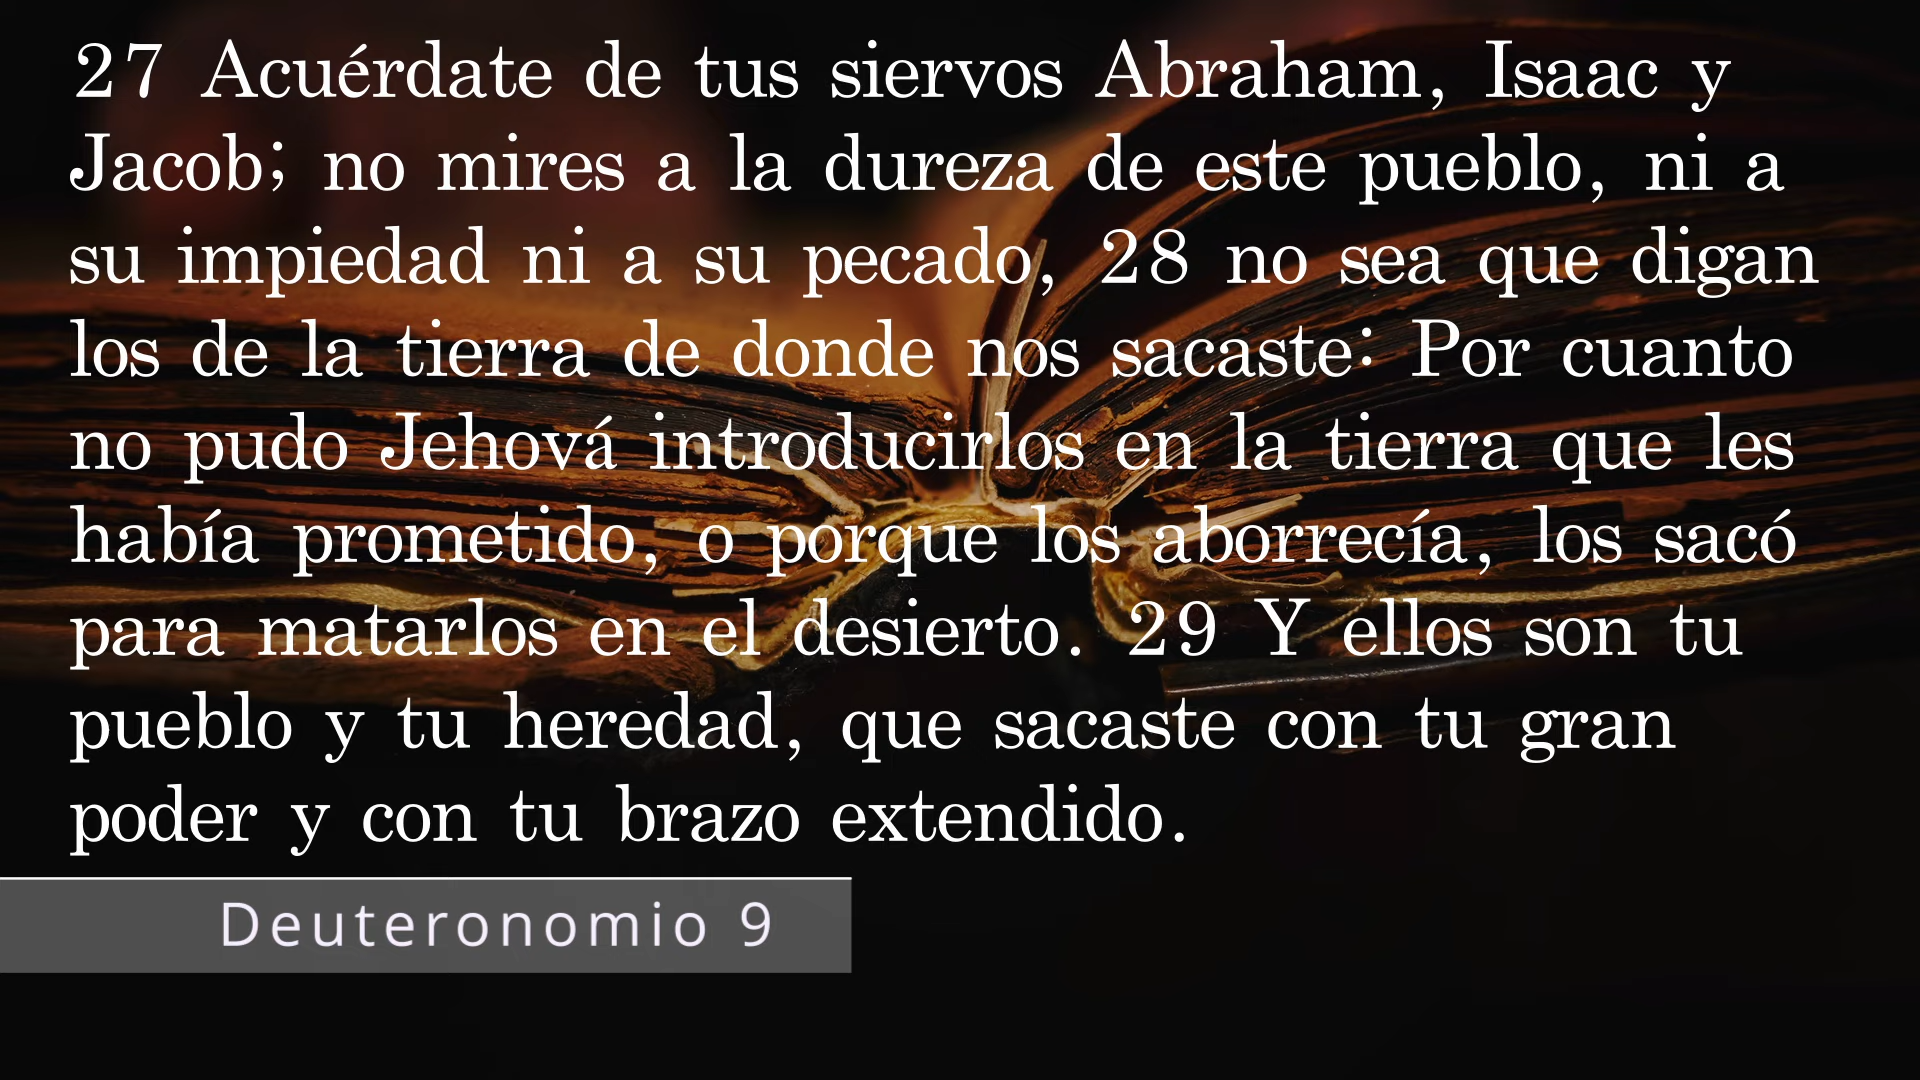 27 Acuérdate de tus siervos Abraham, Isaac y
Jacob; no mires a la dureza de este pueblo, ni a
su impiedad ni a su pecado, 28 no sea que digan
los de la tierra de donde nos sacaste: Por cuanto
no pudo Jehová introducirlos en la tierra que les
había prometido, o porque los aborrecía, los sacó
para matarlos en el desierto. 29 Y ellos son tu
pueblo y tu heredad, que sacaste con tu gran
poder y con tu brazo extendido.
Deuteronomio 9